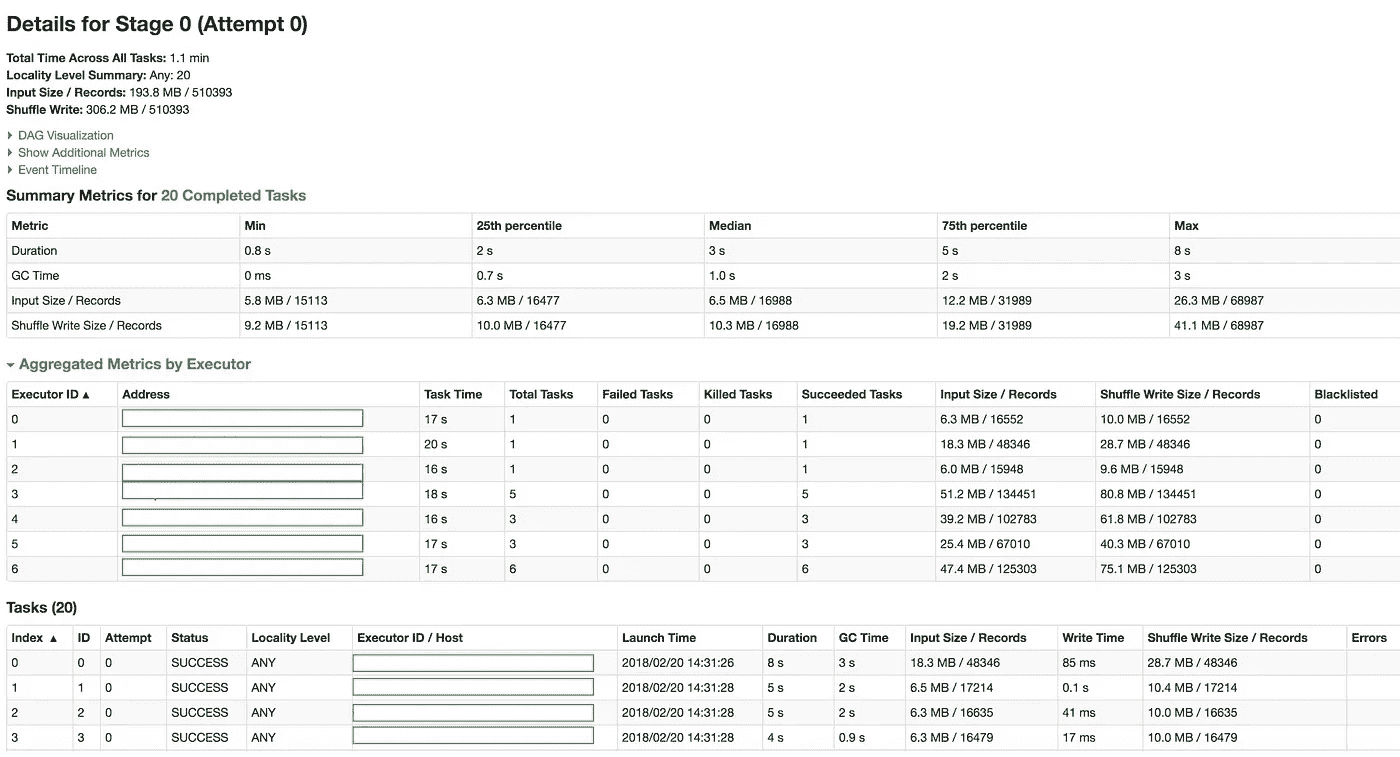 Details for Stage 0 (Attempt 0)
Total Time Across All Tasks: 1.1 min
Locality Level Summary: Any: 20
Input Size / Records: 193.8 MB / 510393
Shuffle Write: 306.2 MB / 510393
DAG Visualization
Show Additional Metrics
Event Timeline
Summary Metrics for 20 Completed Tasks
Metric Min 25th percentile Median 75th percentile Max
Duration 0.8 s 2 s 3 s 5 s 8 s
GC Time 0 ms 0.7 s 1.0 s 2 s 3 s
Input Size / Records 5.8 MB / 15113 6.3 MB / 16477 6.5 MB / 16988 12.2 MB / 31989 26.3 MB / 68987
Shuffle Write Size / Records 9.2 MB / 15113 10.0 MB / 16477 10.3 MB / 16988 19.2 MB / 31989 41.1 MB / 68987
Aggregated Metrics by Executor
Executor ID ▲ Address Task Time Total Tasks Failed Tasks Killed Tasks Succeeded Tasks Input Size / Records Shuffle Write Size / Records Blacklisted
0 17 s 1 0 0 1 6.3 MB / 16552 10.0 MB / 16552 0
1 20 s 1 0 0 1 18.3 MB / 48346 28.7 MB / 48346 0
2 16 s 1 0 0 1 6.0 MB / 15948 9.6 MB / 15948 0
3 18 s 5 0 0 5 51.2 MB / 134451 80.8 MB / 134451 0
4 16 s 3 0 0 3 39.2 MB / 102783 61.8 MB / 102783 0
5 17 s 3 0 0 3 25.4 MB / 67010 40.3 MB / 67010 0
6 17 s 6 0 0 6 47.4 MB / 125303 75.1 MB / 125303 0
Tasks (20)
Index ▲ ID Attempt Status Locality Level Executor ID / Host Launch Time Duration GC Time Input Size / Records Write Time Shuffle Write Size / Records Errors
0 0 0 SUCCESS ANY 2018/02/20 14:31:26 8 s 3 s 18.3 MB / 48346 85 ms 28.7 MB / 48346
1 1 0 SUCCESS ANY 2018/02/20 14:31:28 5 s 2 s 6.5 MB / 17214 0.1 s 10.4 MB / 17214
2 2 0 SUCCESS ANY 2018/02/20 14:31:28 5 s 2 s 6.3 MB / 16635 41 ms 10.0 MB / 16635
3 3 0 SUCCESS ANY 2018/02/20 14:31:28 4 s 0.9 s 6.3 MB / 16479 17 ms 10.0 MB / 16479